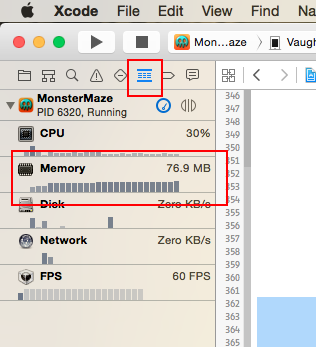 Xcode File Edit View Find Na
Mon...aze Vaugh
MonsterMaze
PID 6320, Running
CPU 30%
Memory 76.9 MB
Disk Zero KB/s
Network Zero KB/s
FPS 60 FPS
346
347
348
349
350
351
352
353
354
355
356
357
358
359
360
361
362
363
364
365